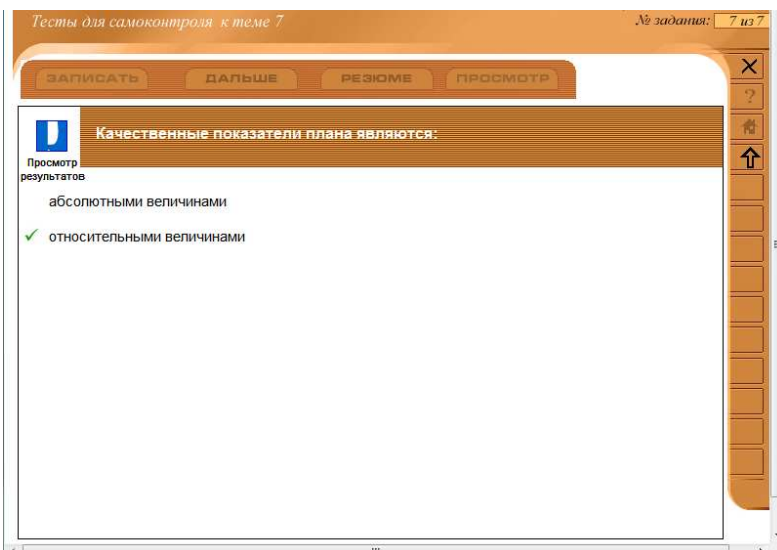 Тесты для самоконтроля к теме 7
№ задания: 7 из 7
ЗАПИСАТЬ ДАЛЬШЕ РЕЗЮМЕ ПРОСМОТР
?
Качественные показатели плана являются:
Просмотр
результатов
абсолютными величинами
относительными величинами